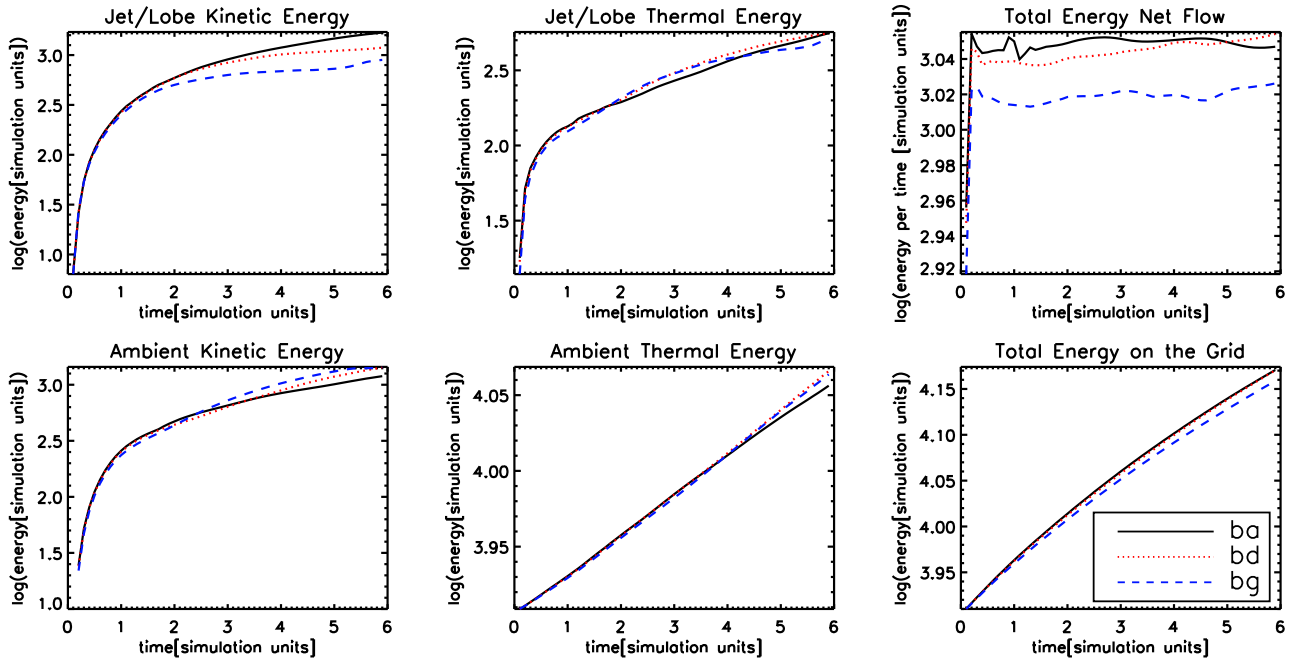 Jet/Lobe Kinetic Energy
log(energy[simulation units])
3.0
2.5
2.0
1.5
1.0
0 1 2 3 4 5 6
time[simulation units]
Jet/Lobe Thermal Energy
log(energy[simulation units])
2.5
2.0
1.5
0 1 2 3 4 5 6
time[simulation units]
Total Energy Net Flow
log(energy per time [simulation units])
3.04
3.02
3.00
2.98
2.96
2.94
2.92
0 1 2 3 4 5 6
time[simulation units]
Ambient Kinetic Energy
log(energy[simulation units])
3.0
2.5
2.0
1.5
1.0
0 1 2 3 4 5 6
time[simulation units]
Ambient Thermal Energy
log(energy[simulation units])
4.05
4.00
3.95
0 1 2 3 4 5 6
time[simulation units]
Total Energy on the Grid
log(energy[simulation units])
4.15
4.10
4.05
4.00
3.95
0 1 2 3 4 5 6
time[simulation units]
ba
bd
bg